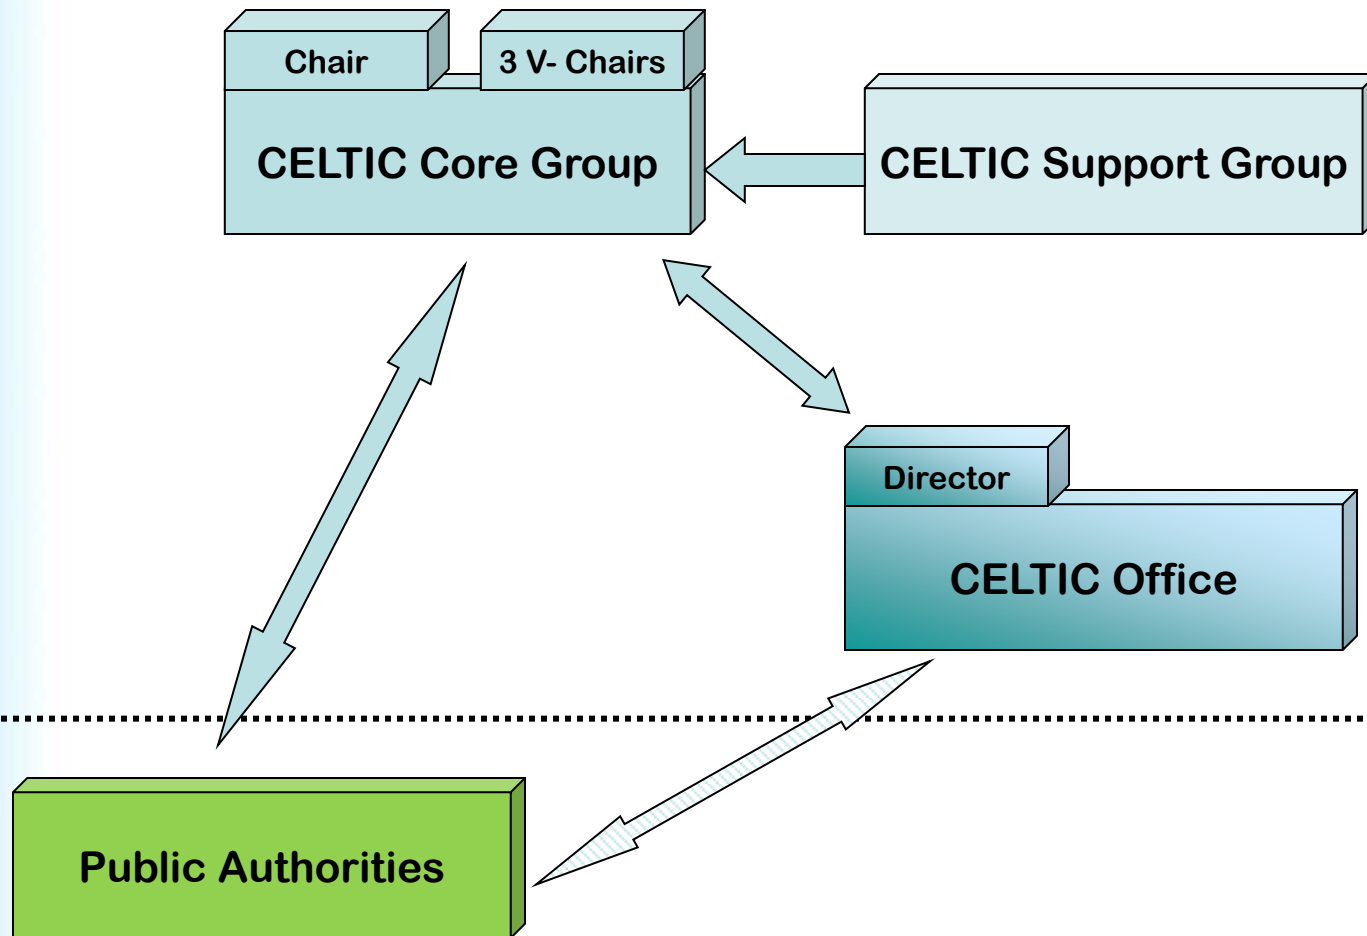 Chair
3 V- Chairs
CELTIC Core Group
CELTIC Support Group
Director
CELTIC Office
Public Authorities